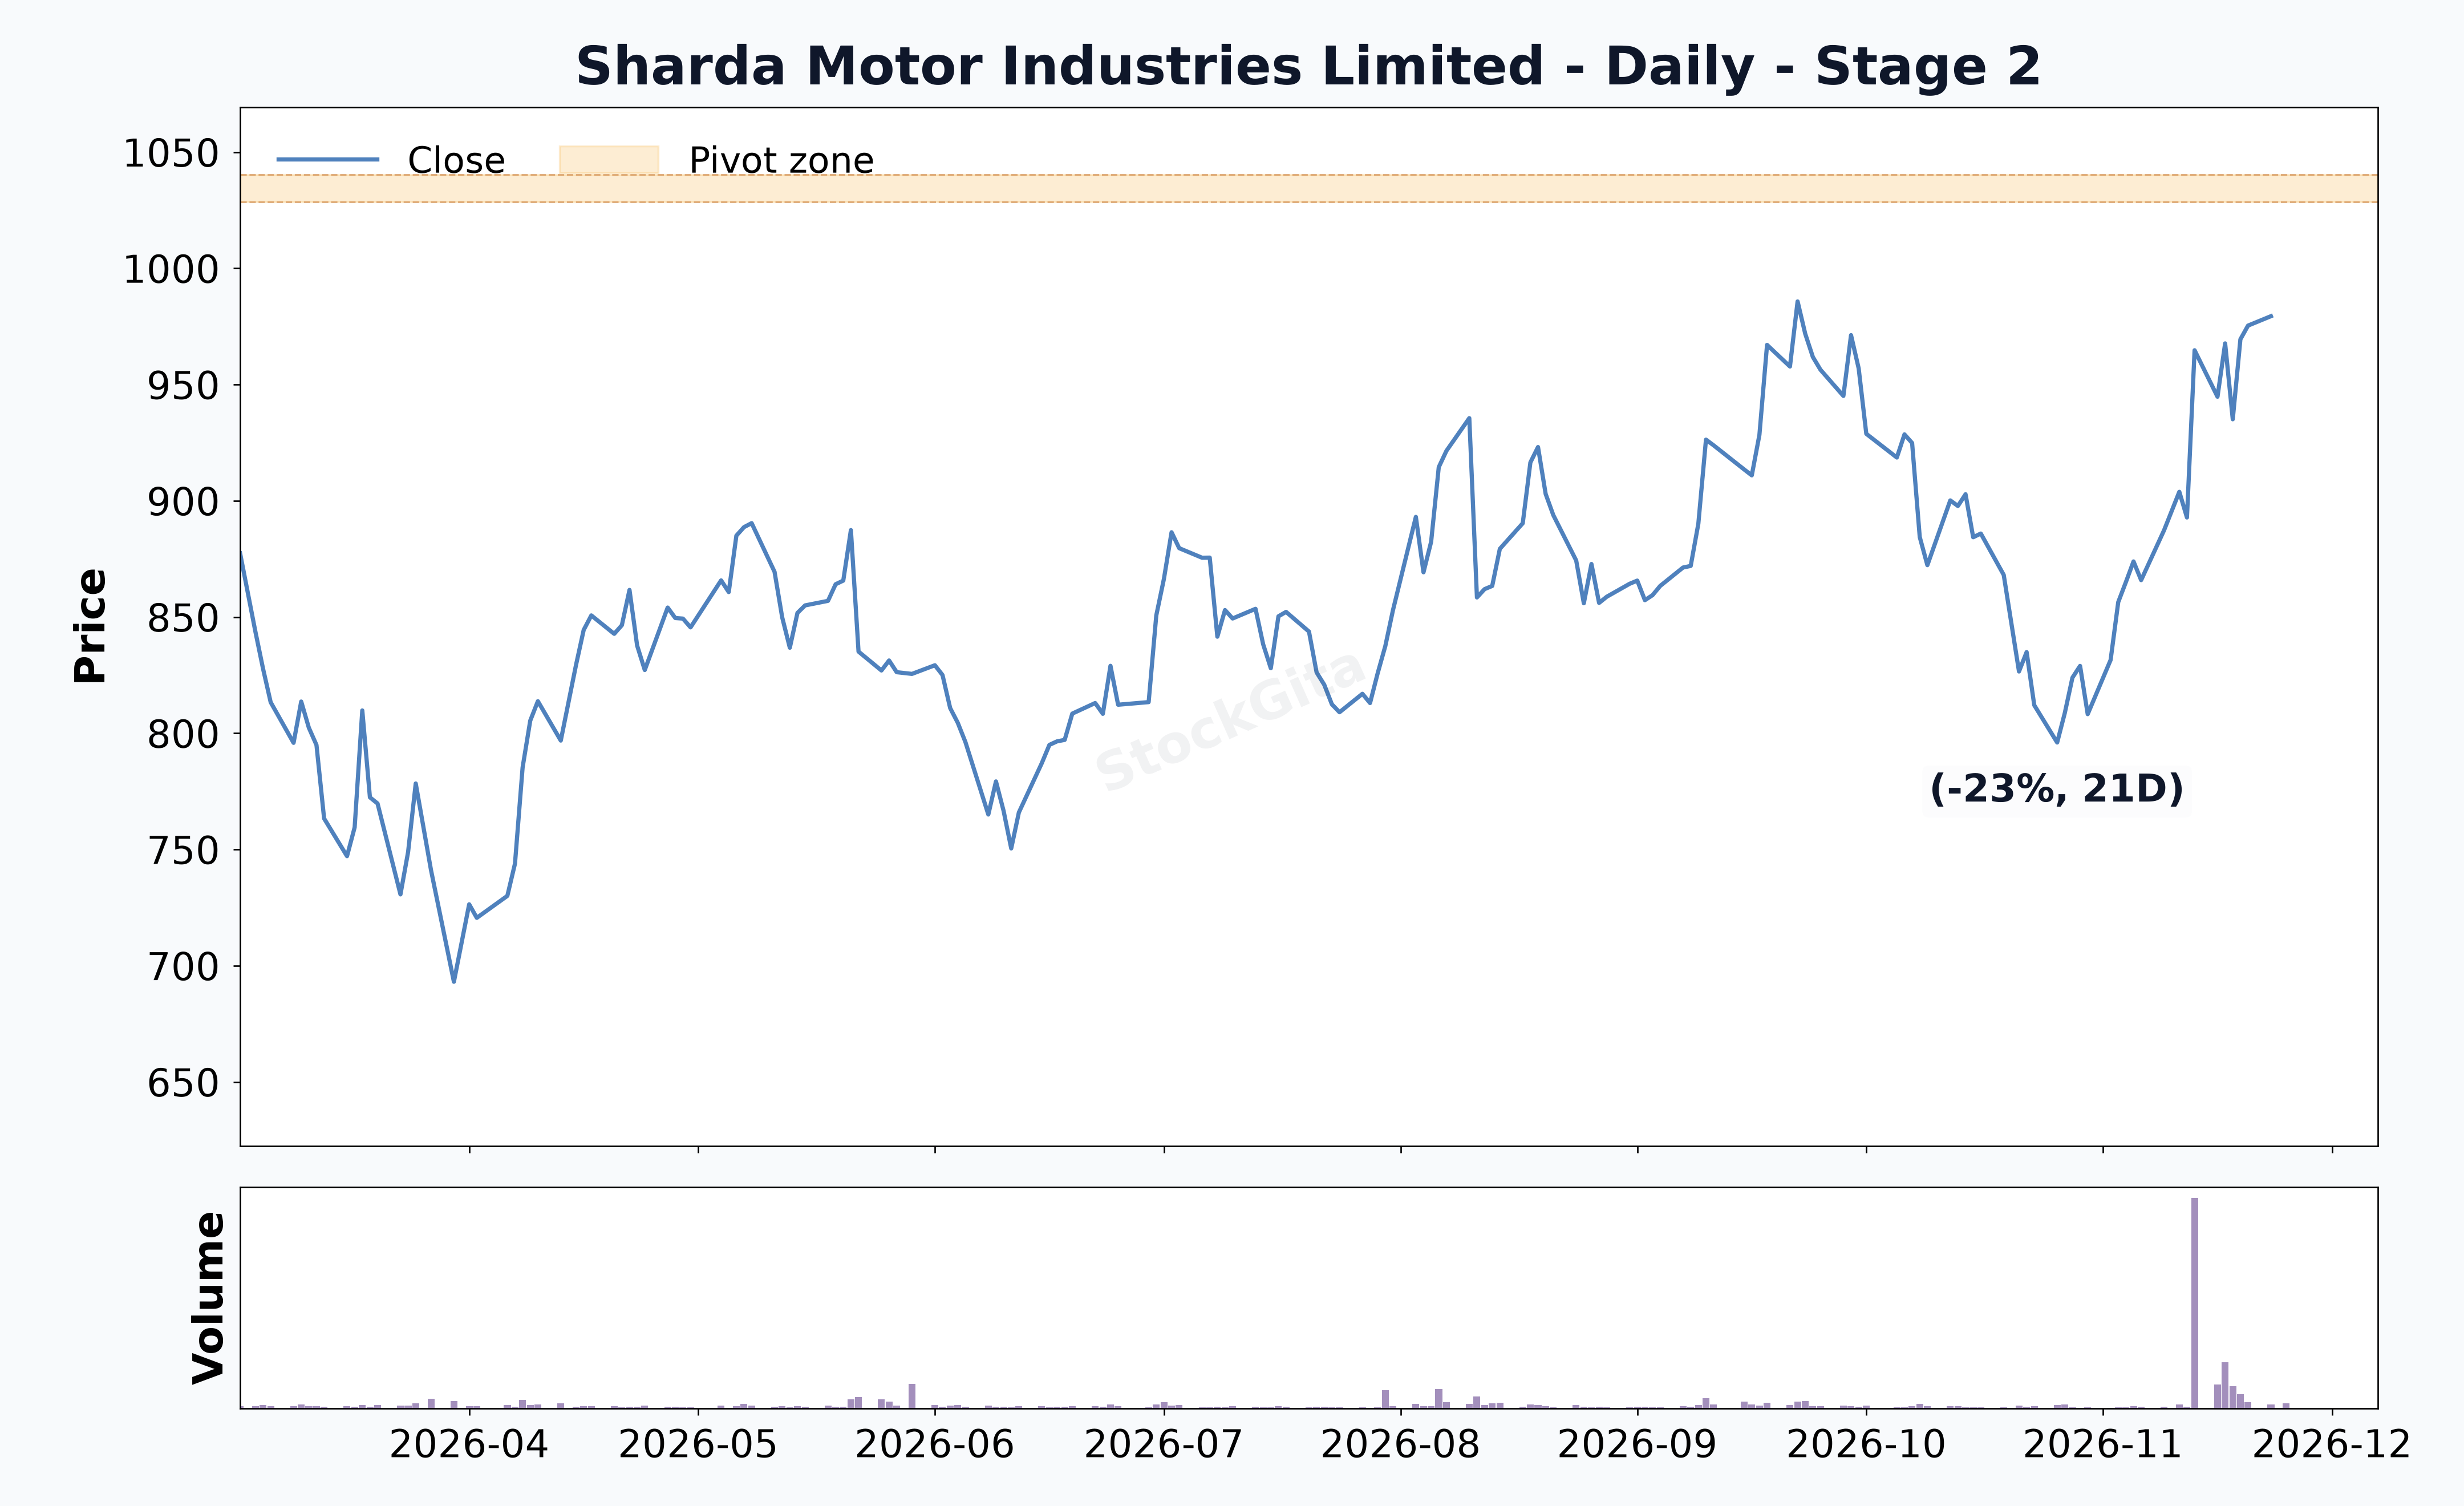 Sharda Motor Industries Limited - Daily - Stage 2
Close Pivot zone
1050
1000
950
900
850
800
750
700
650
Price
StockGita
(-23%, 21D)
Volume
2026-04 2026-05 2026-06 2026-07 2026-08 2026-09 2026-10 2026-11 2026-12